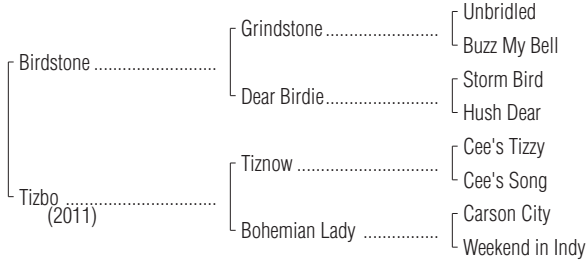 Unbridled
Grindstone ........................
Buzz My Bell
Birdstone ..........................
Storm Bird
Dear Birdie........................
Hush Dear
Cee's Tizzy
Tiznow ..............................
Cee's Song
Tizbo ................................
(2011)
Carson City
Bohemian Lady ................
Weekend in Indy